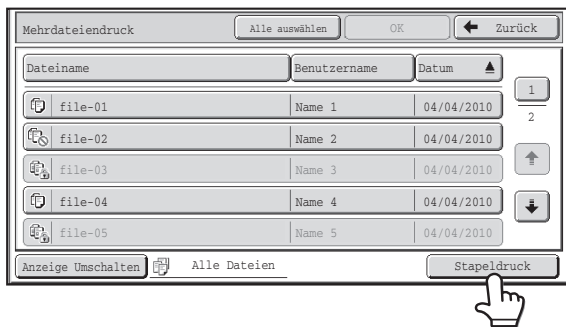 Mehrdateiendruck Alle auswählen OK Zurück
Dateiname Benutzername Datum
1
file-01 Name 1 04/04/2010
2
file-02 Name 2 04/04/2010
file-03 Name 3 04/04/2010
file-04 Name 4 04/04/2010
file-05 Name 5 04/04/2010
Anzeige Umschalten Alle Dateien Stapeldruck